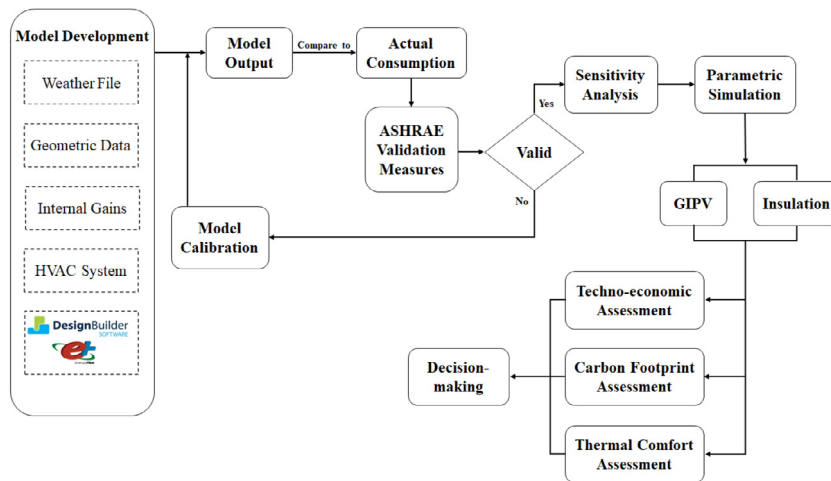 Model Development
Weather File
Geometric Data
Internal Gains
HVAC System
DesignBuilder
SOFTWARE
Model
Output
Compare to
Actual
Consumption
ASHRAE
Validation
Measures
Valid
Yes
No
Model
Calibration
Sensitivity
Analysis
Parametric
Simulation
GIPV
Insulation
Techno-economic
Assessment
Carbon Footprint
Assessment
Thermal Comfort
Assessment
Decision-
making